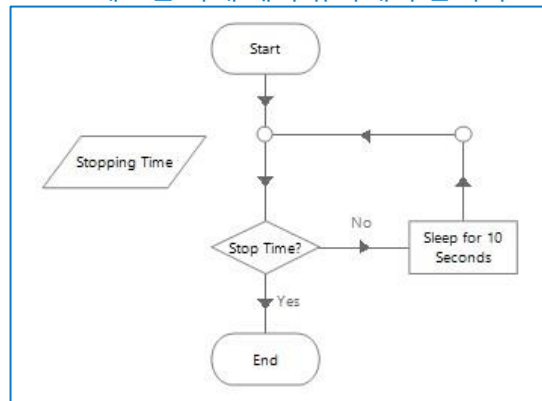 Start
Stopping Time
No
Stop Time?
Sleep for 10
Seconds
Yes
End